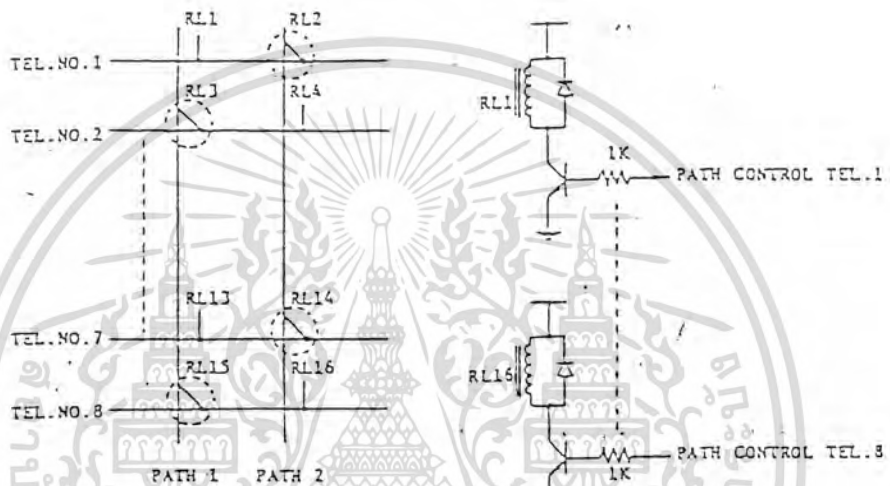 RL1
RL2
TEL.NO.1
RL3
RL4
TEL.NO.2
RL13
RL14
TEL.NO.7
RL15
RL16
TEL.NO.8
PATH 1
PATH 2
RL1
1K
PATH CONTROL TEL.1
RL16
1K
PATH CONTROL TEL.8